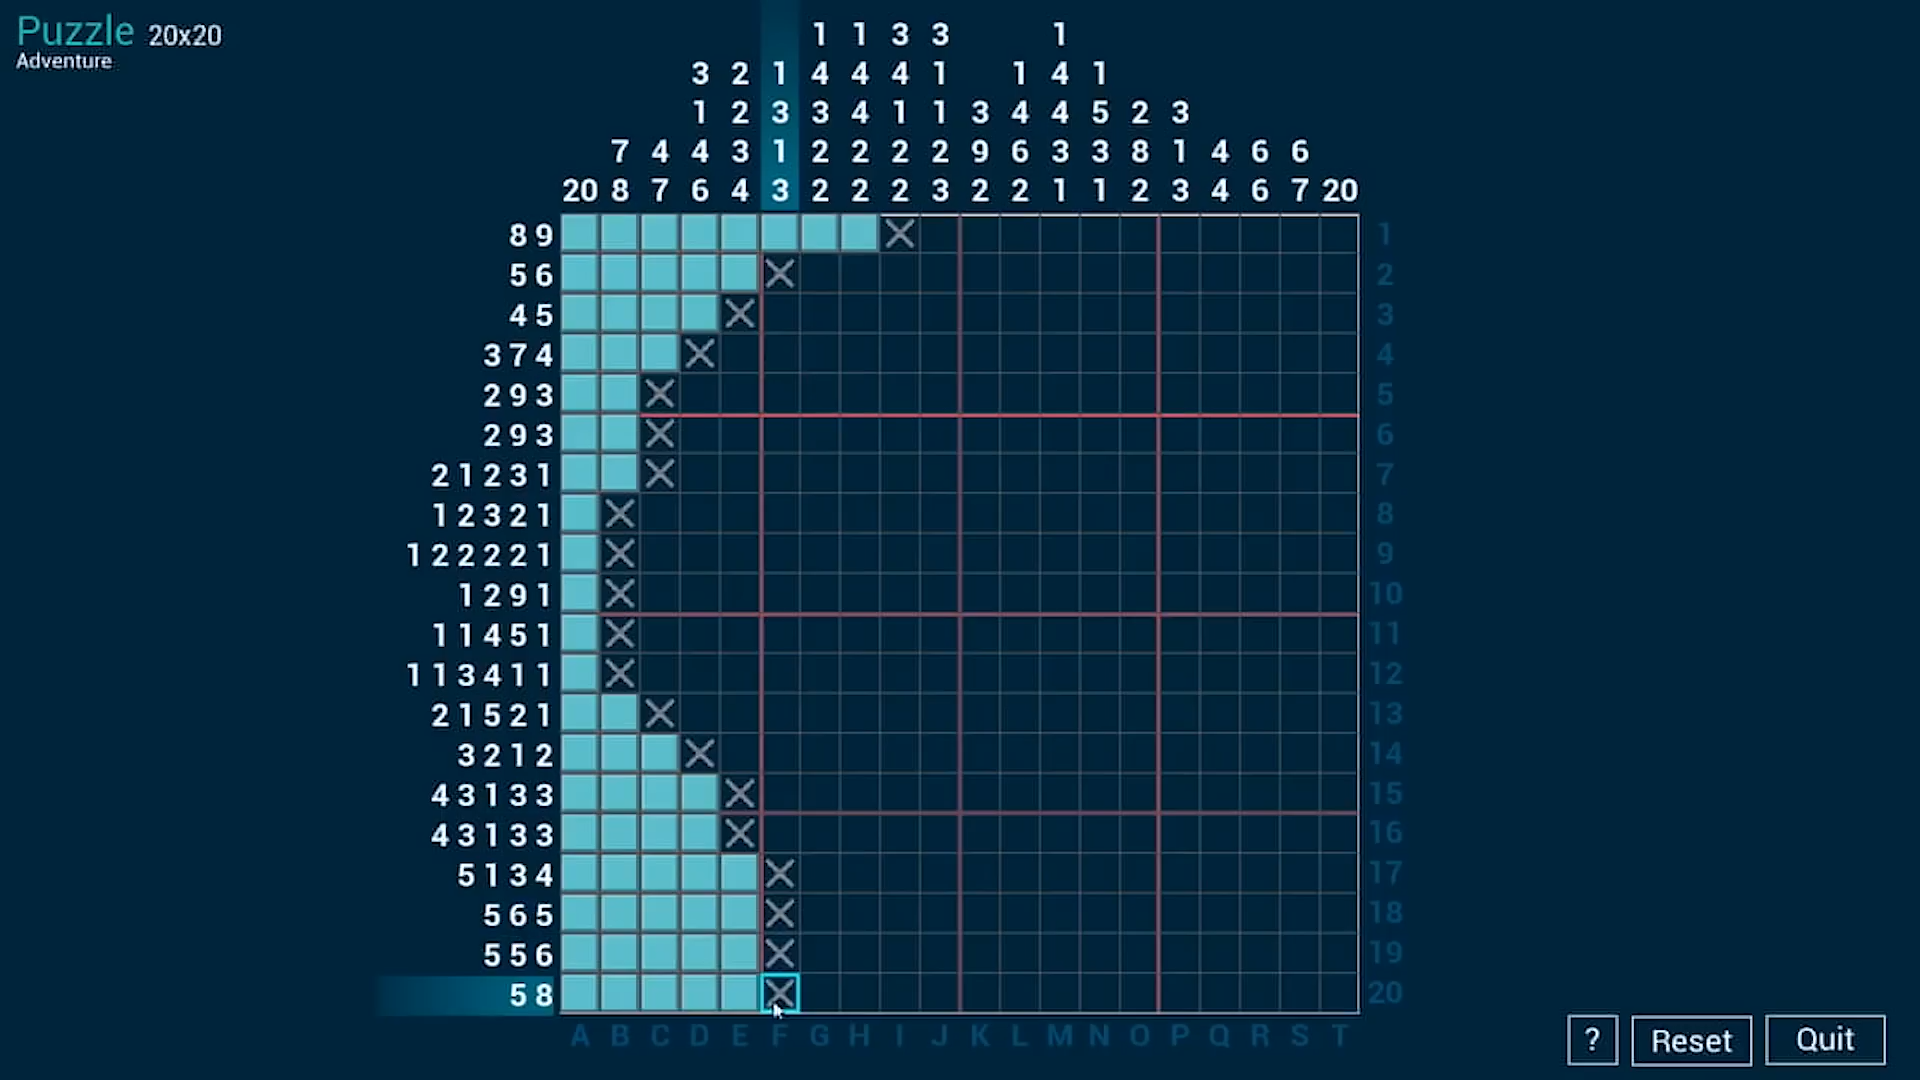 Puzzle 20x20
Adventure
1 1 3 3 1
3 2 1 4 4 4 1 1 4 1
1 2 3 3 4 1 1 3 4 4 5 2 3
7 4 4 3 1 2 2 2 2 9 6 3 3 8 1 4 6 6
20 8 7 6 4 3 2 2 2 3 2 2 1 1 2 3 4 6 7 20
8 9 1
5 6 2
4 5 3
3 7 4 4
2 9 3 5
2 9 3 6
2 1 2 3 1 7
1 2 3 2 1 8
1 2 2 2 2 1 9
1 2 9 1 10
1 1 4 5 1 11
1 1 3 4 1 1 12
2 1 5 2 1 13
3 2 1 2 14
4 3 1 3 3 15
4 3 1 3 3 16
5 1 3 4 17
5 6 5 18
5 5 6 19
5 8 20
A B C D E F G H I J K L M N O P Q R S T
? Reset Quit